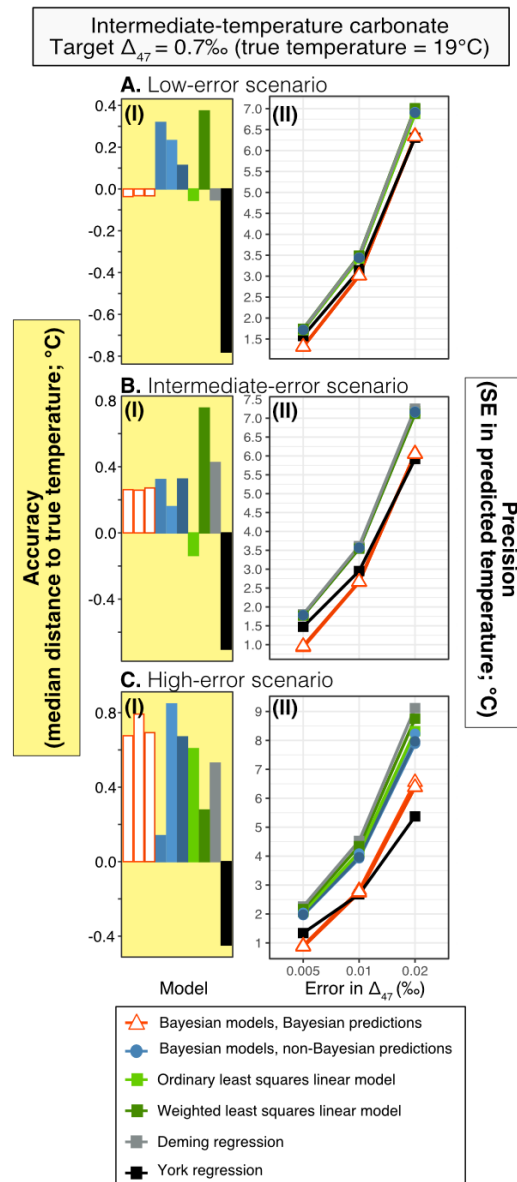 Intermediate-temperature carbonate
Target Δ47 = 0.7‰ (true temperature = 19°C)
A. Low-error scenario
(I)
0.4
0.2
0.0
-0.2
-0.4
-0.6
-0.8
(II)
7.0
6.5
6.0
5.5
5.0
4.5
4.0
3.5
3.0
2.5
2.0
1.5
B. Intermediate-error scenario
(I)
0.8
0.4
0.0
-0.4
(II)
7.5
7.0
6.5
6.0
5.5
5.0
4.5
4.0
3.5
3.0
2.5
2.0
1.5
1.0
C. High-error scenario
(I)
0.8
0.4
0.0
-0.4
(II)
9
8
7
6
5
4
3
2
1
0.005
0.01
0.02
Model
Error in Δ47 (‰)
Accuracy
(median distance to true temperature; °C)
Precision
(SE in predicted temperature; °C)
Bayesian models, Bayesian predictions
Bayesian models, non-Bayesian predictions
Ordinary least squares linear model
Weighted least squares linear model
Deming regression
York regression